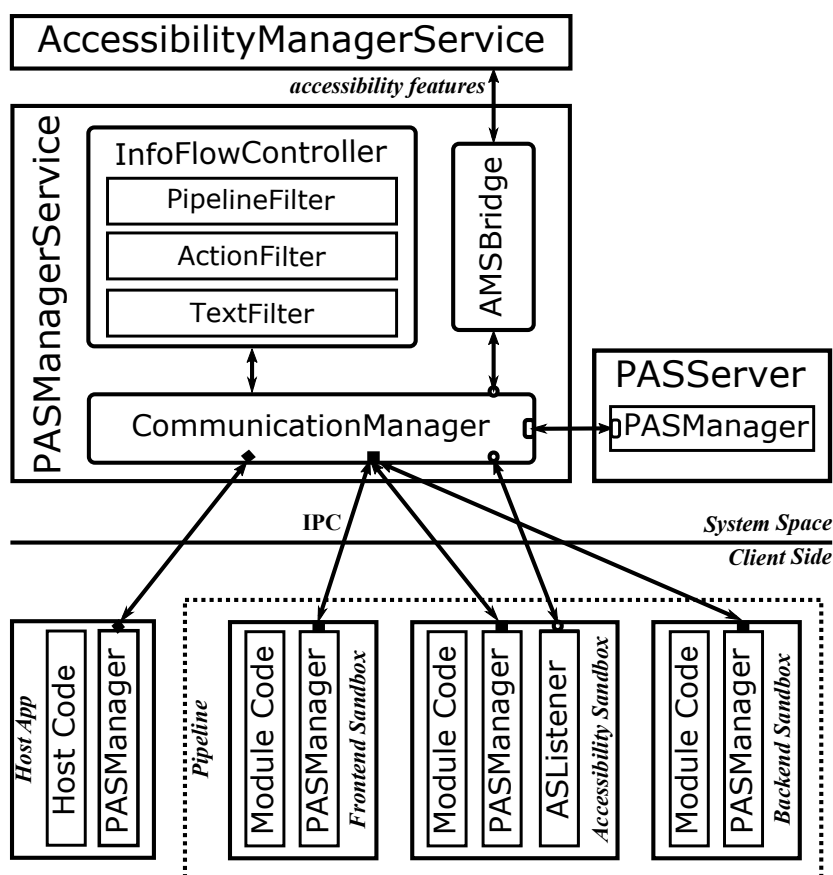 AccessibilityManagerService
accessibility features
PASManagerService
InfoFlowController
PipelineFilter
ActionFilter
TextFilter
AMSBridge
CommunicationManager
PASServer
PASManager
IPC
System Space
Client Side
Host App
Host Code
PASManager
Pipeline
Module Code
PASManager
Frontend Sandbox
Module Code
PASManager
ASListener
Accessibility Sandbox
Module Code
PASManager
Backend Sandbox